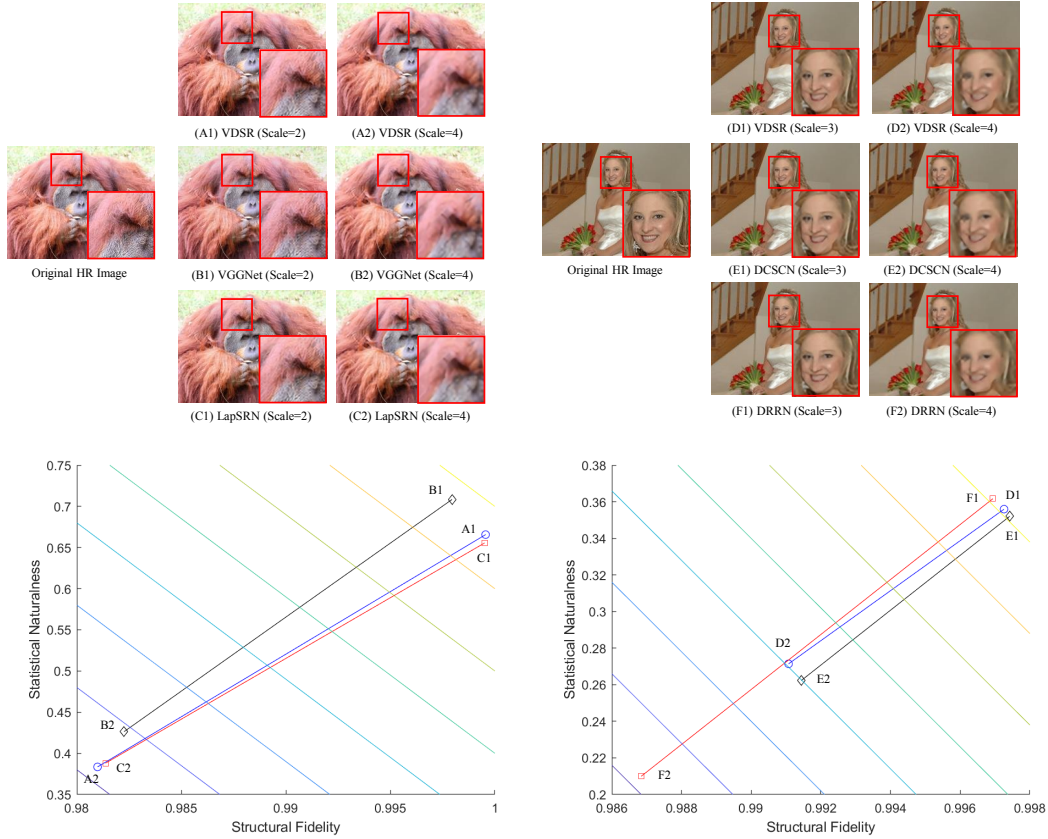 (A1) VDSR (Scale=2)
(A2) VDSR (Scale=4)
Original HR Image
(B1) VGGNet (Scale=2)
(B2) VGGNet (Scale=4)
(C1) LapSRN (Scale=2)
(C2) LapSRN (Scale=4)
(D1) VDSR (Scale=3)
(D2) VDSR (Scale=4)
Original HR Image
(E1) DCSCN (Scale=3)
(E2) DCSCN (Scale=4)
(F1) DRRN (Scale=3)
(F2) DRRN (Scale=4)
0.75
0.7
0.65
0.6
0.55
0.5
0.45
0.4
0.35
Statistical Naturalness
B1
A1
C1
B2
A2
C2
0.98
0.985
0.99
0.995
1
Structural Fidelity
0.38
0.36
0.34
0.32
0.3
0.28
0.26
0.24
0.22
0.2
Statistical Naturalness
F1
D1
E1
D2
E2
F2
0.986
0.988
0.99
0.992
0.994
0.996
0.998
Structural Fidelity